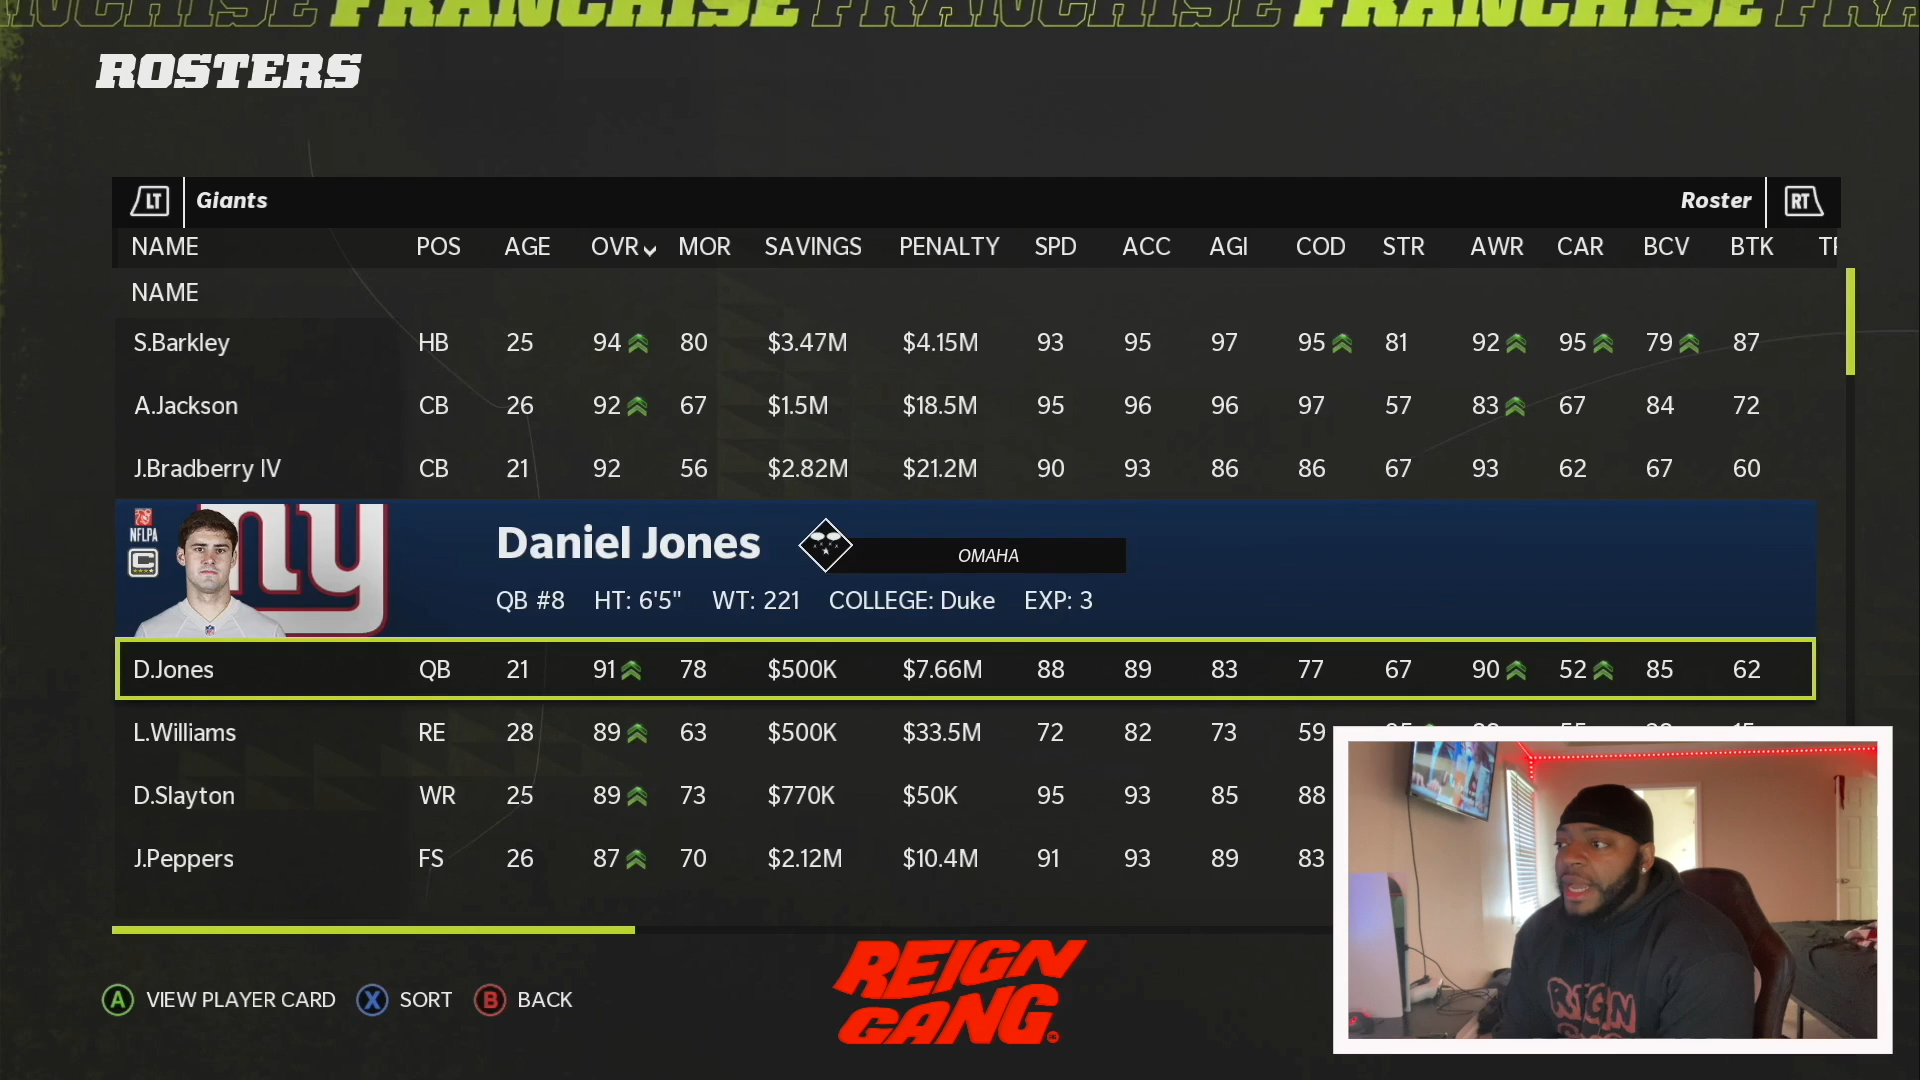 FRANCHISE FRANCHISE FRANCHISE
ROSTERS
LT Giants Roster RT
NAME POS AGE OVR MOR SAVINGS PENALTY SPD ACC AGI COD STR AWR CAR BCV BTK
NAME
S.Barkley HB 25 94 80 $3.47M $4.15M 93 95 97 95 81 92 95 79 87
A.Jackson CB 26 92 67 $1.5M $18.5M 95 96 96 97 57 83 67 84 72
J.Bradberry IV CB 21 92 56 $2.82M $21.2M 90 93 86 86 67 93 62 67 60
NFLPA
C
ny
Daniel Jones OMAHA
QB #8 HT: 6'5" WT: 221 COLLEGE: Duke EXP: 3
D.Jones QB 21 91 78 $500K $7.66M 88 89 83 77 67 90 52 85 62
L.Williams RE 28 89 63 $500K $33.5M 72 82 73 59
D.Slayton WR 25 89 73 $770K $50K 95 93 85 88
J.Peppers FS 26 87 70 $2.12M $10.4M 91 93 89 83
A VIEW PLAYER CARD X SORT B BACK
REIGN
GANG
REIGN